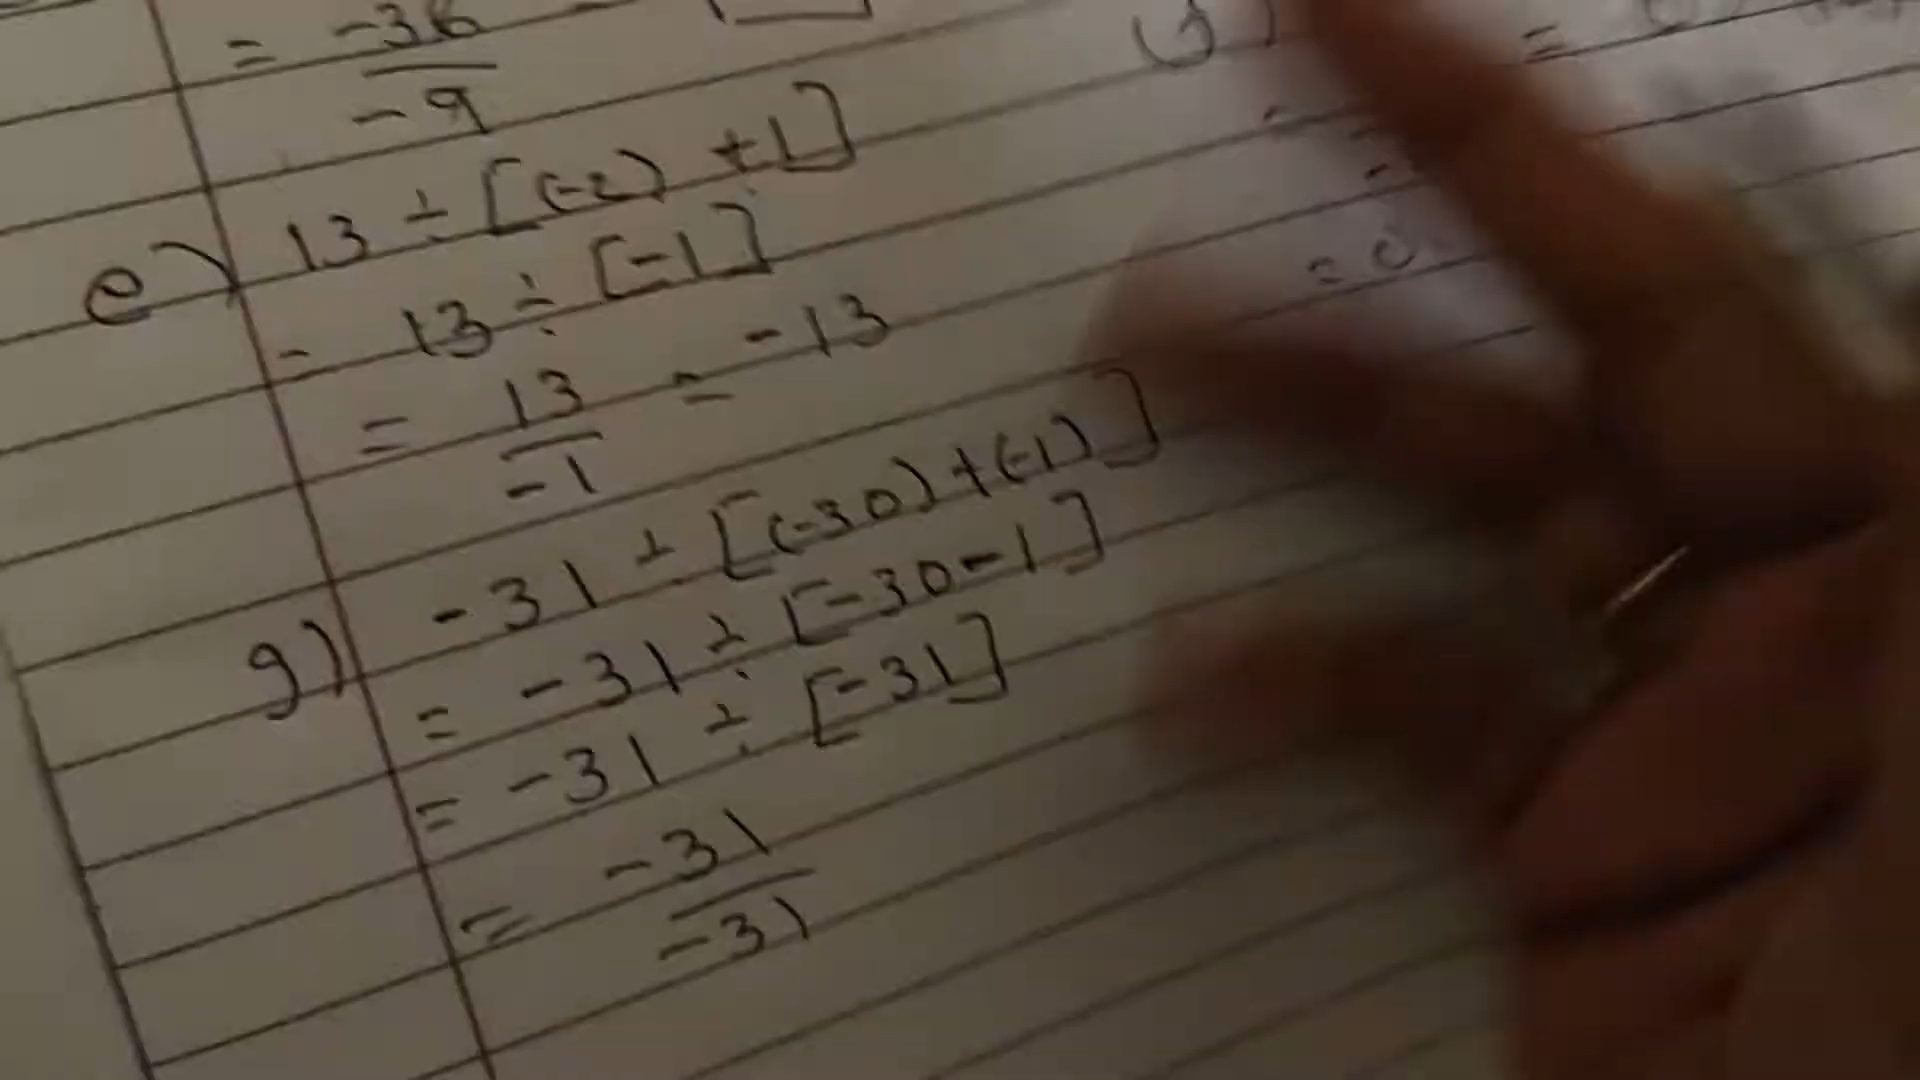 = -36
-9
e) 13 ÷ [(-2) +1]
= 13 ÷ [-1]
= 13/-1 = -13
g) -31 ÷ [(-30)+(-1)]
= -31 ÷ [-30-1]
= -31 ÷ [-31]
= -31/-31